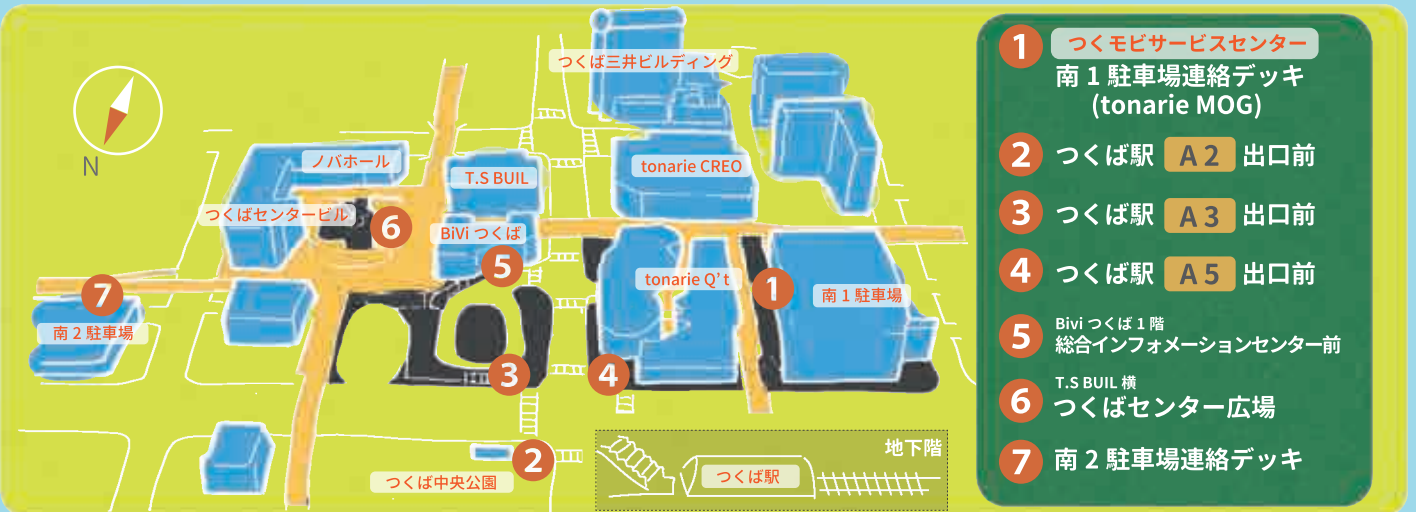 つくば三井ビルディング
N
ノバホール
T.S BUIL
tonarie CREO
つくばセンタービル
6
BiVi つくば
5
7
tonarie Q't
1
南 1 駐車場
南 2 駐車場
3
4
2
つくば中央公園
地下階
つくば駅
1 つくモビサービスセンター
南 1 駐車場連絡デッキ
(tonarie MOG)
2 つくば駅 A 2 出口前
3 つくば駅 A 3 出口前
4 つくば駅 A 5 出口前
5 Bivi つくば 1 階
総合インフォメーションセンター前
6 T.S BUIL 横
つくばセンター広場
7 南 2 駐車場連絡デッキ